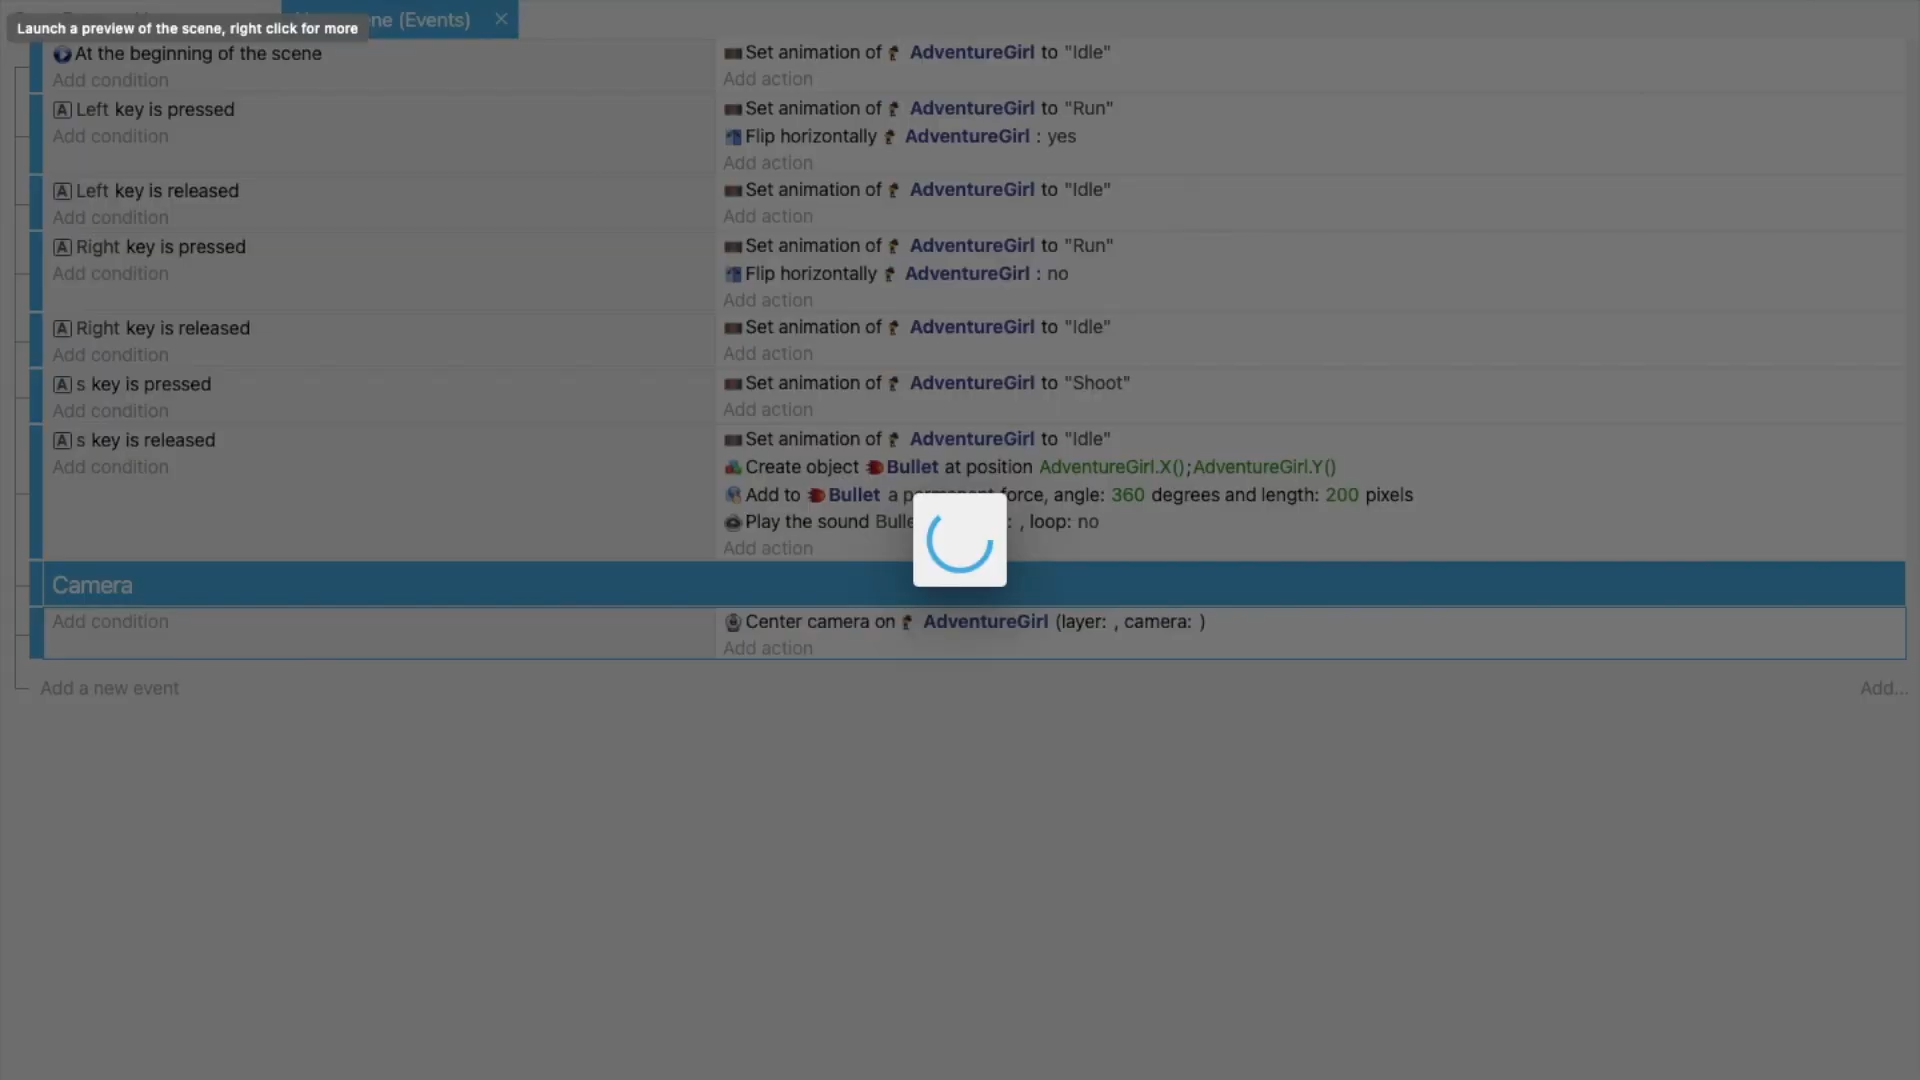 ne (Events)
Launch a preview of the scene, right click for more
At the beginning of the scene
Add condition
Set animation of AdventureGirl to "Idle"
Add action
Left key is pressed
Add condition
Set animation of AdventureGirl to "Run"
Flip horizontally AdventureGirl : yes
Add action
Left key is released
Add condition
Set animation of AdventureGirl to "Idle"
Add action
Right key is pressed
Add condition
Set animation of AdventureGirl to "Run"
Flip horizontally AdventureGirl : no
Add action
Right key is released
Add condition
Set animation of AdventureGirl to "Idle"
Add action
s key is pressed
Add condition
Set animation of AdventureGirl to "Shoot"
Add action
s key is released
Add condition
Set animation of AdventureGirl to "Idle"
Create object Bullet at position AdventureGirl.X();AdventureGirl.Y()
Add to Bullet a permanent force, angle: 360 degrees and length: 200 pixels
Play the sound Bulle : , loop: no
Add action
Camera
Add condition
Center camera on AdventureGirl (layer: , camera: )
Add action
Add a new event
Add...